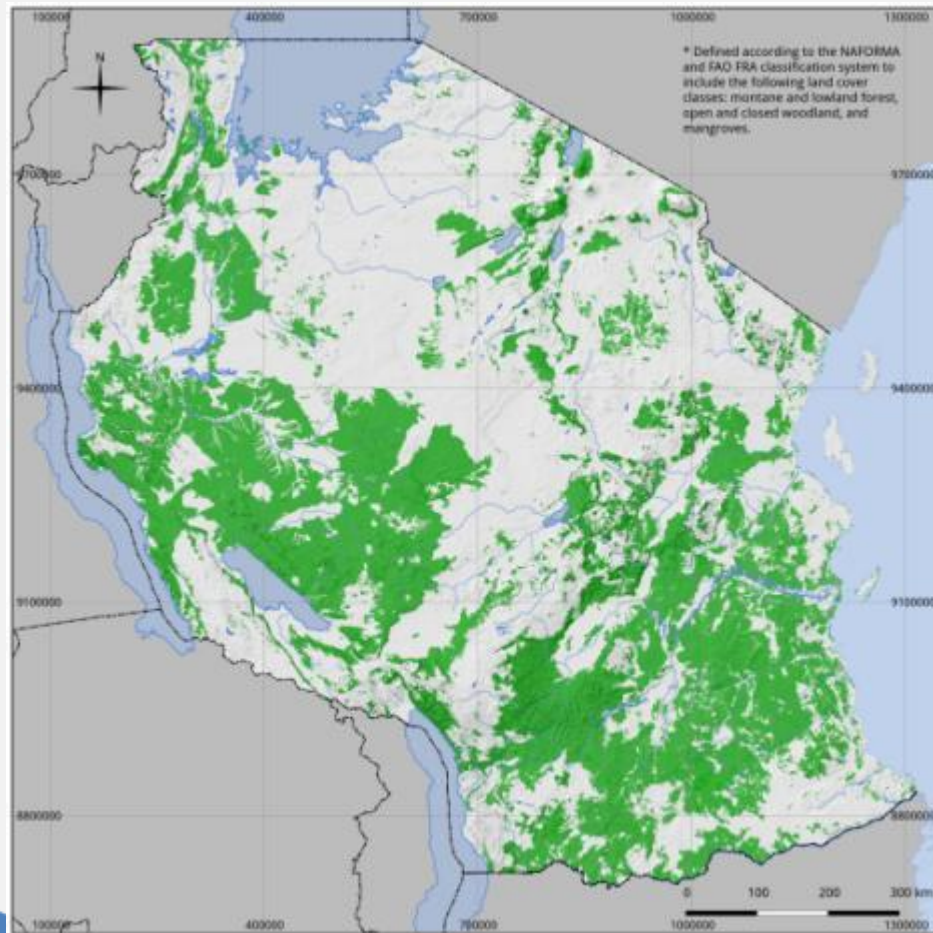 100000 400000 700000 1000000 1300000
N
* Defined according to the NAFORMA
and FAO FRA classification system to
include the following land cover
classes: montane and lowland forest,
open and closed woodland, and
mangroves.
9700000 9700000
9400000 9400000
9100000 9100000
8800000 8800000
0 100 200 300 km
100000 400000 700000 1000000 1300000